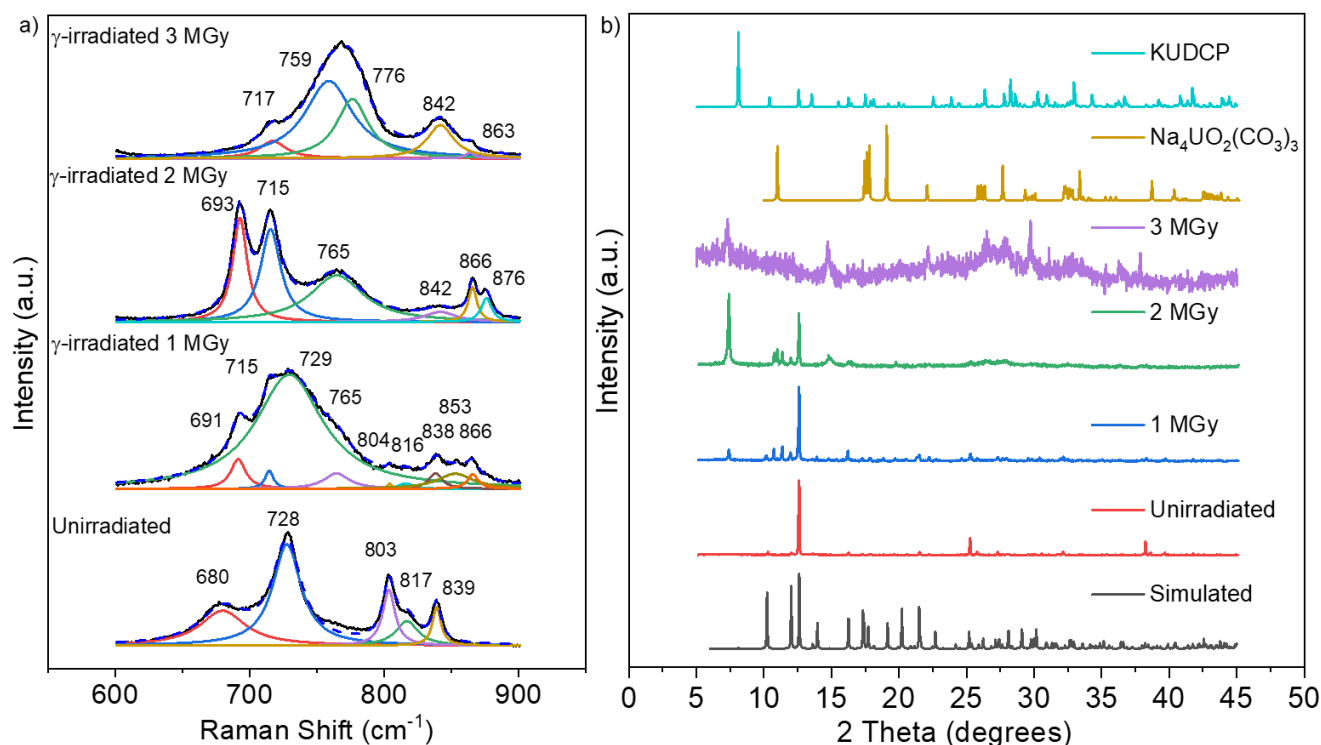 a)
γ-irradiated 3 MGy
717
759
776
842
863
γ-irradiated 2 MGy
693
715
765
842
866
876
γ-irradiated 1 MGy
691
715
729
765
804
816
838
853
866
Unirradiated
680
728
803
817
839
600 700 800 900
Raman Shift (cm⁻¹)
Intensity (a.u.)
b)
KUDCP
Na₄UO₂(CO₃)₃
3 MGy
2 MGy
1 MGy
Unirradiated
Simulated
0 5 10 15 20 25 30 35 40 45 50
2 Theta (degrees)
Intensity (a.u.)